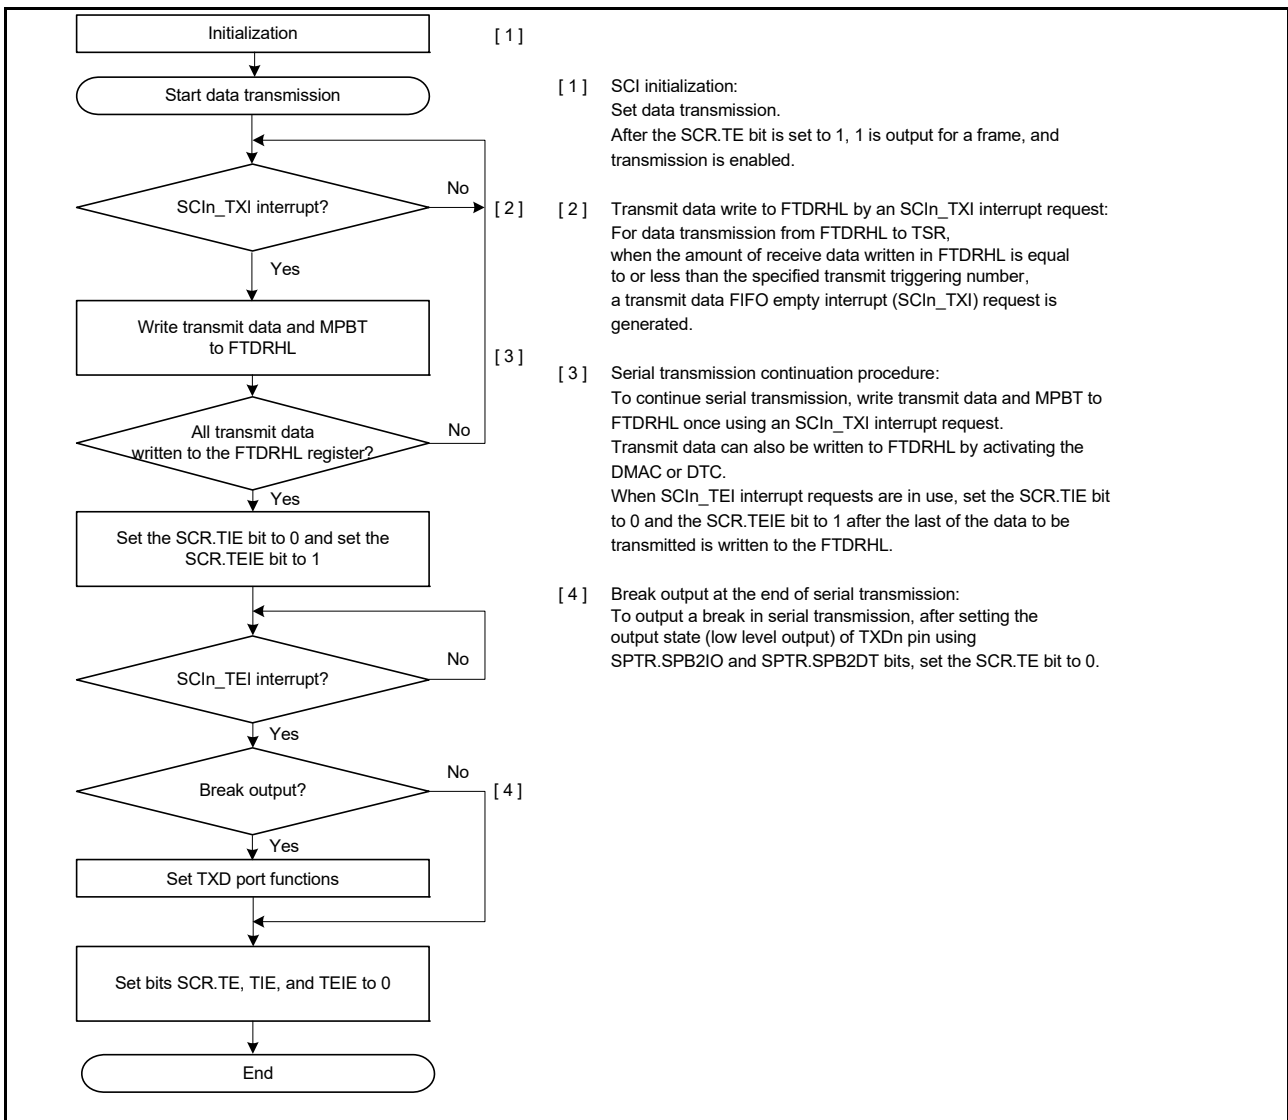 Initialization
[ 1 ]
Start data transmission
SCIn_TXI interrupt?
No
[ 2 ]
Yes
Write transmit data and MPBT
to FTDRHL
[ 3 ]
All transmit data
written to the FTDRHL register?
No
Yes
Set the SCR.TIE bit to 0 and set the
SCR.TEIE bit to 1
SCIn_TEI interrupt?
No
Yes
Break output?
No
[ 4 ]
Yes
Set TXD port functions
Set bits SCR.TE, TIE, and TEIE to 0
End
[ 1 ] SCI initialization:
Set data transmission.
After the SCR.TE bit is set to 1, 1 is output for a frame, and
transmission is enabled.
[ 2 ] Transmit data write to FTDRHL by an SCIn_TXI interrupt request:
For data transmission from FTDRHL to TSR,
when the amount of receive data written in FTDRHL is equal
to or less than the specified transmit triggering number,
a transmit data FIFO empty interrupt (SCIn_TXI) request is
generated.
[ 3 ] Serial transmission continuation procedure:
To continue serial transmission, write transmit data and MPBT to
FTDRHL once using an SCIn_TXI interrupt request.
Transmit data can also be written to FTDRHL by activating the
DMAC or DTC.
When SCIn_TEI interrupt requests are in use, set the SCR.TIE bit
to 0 and the SCR.TEIE bit to 1 after the last of the data to be
transmitted is written to the FTDRHL.
[ 4 ] Break output at the end of serial transmission:
To output a break in serial transmission, after setting the
output state (low level output) of TXDn pin using
SPTR.SPB2IO and SPTR.SPB2DT bits, set the SCR.TE bit to 0.